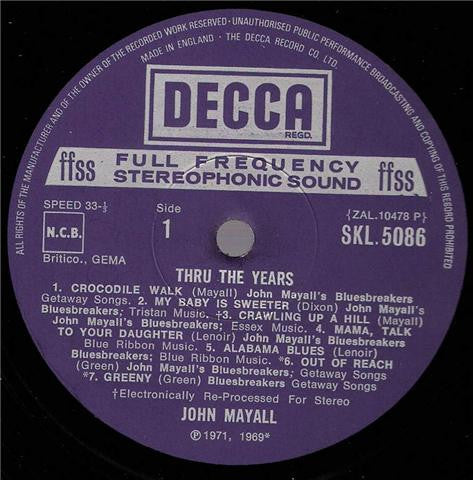 ALL RIGHTS OF THE MANUFACTURER AND OF THE OWNER OF THE RECORDED WORK RESERVED · UNAUTHORISED PUBLIC PERFORMANCE BROADCASTING AND COPYING OF THIS RECORD PROHIBITED
MADE IN ENGLAND · THE DECCA RECORD CO. LTD.
DECCA
REGD.
ffss FULL FREQUENCY STEREOPHONIC SOUND ffss
SPEED 33-⅓
Side
1
{ZAL.10478 P}
SKL.5086
N.C.B.
Britico., GEMA
THRU THE YEARS
1. CROCODILE WALK (Mayall) John Mayall's Bluesbreakers
Getaway Songs. 2. MY BABY IS SWEETER (Dixon) John Mayall's
Bluesbreakers; Tristan Music. †3. CRAWLING UP A HILL (Mayall)
John Mayall's Bluesbreakers; Essex Music. 4. MAMA, TALK
TO YOUR DAUGHTER (Lenoir) John Mayall's Bluesbreakers
Blue Ribbon Music. 5. ALABAMA BLUES (Lenoir)
Bluesbreakers; Blue Ribbon Music. *6. OUT OF REACH
(Green) John Mayall's Bluesbreakers; Getaway Songs
*7. GREENY (Green) Bluesbreakers Getaway Songs
†Electronically Re-Processed For Stereo
JOHN MAYALL
℗ 1971, 1969*